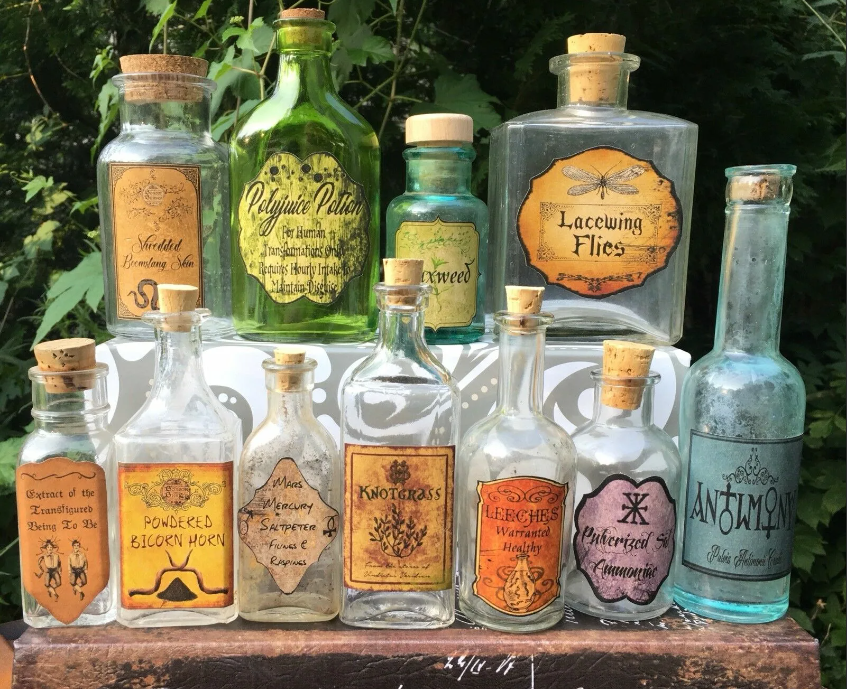 Shredded
Boomslang Skin
Polyjuice Potion
For Human
Transformations Only
Requires Hourly Intake
Maintain Disguise
xweed
Lacewing
Flies
Extract of the
Transfigured
Being To Be
POWDERED
BICORN HORN
Mars
Mercury
Saltpeter
Filings &
Raspings
KNOTGRASS
LEECHES
Warranted
Healthy
Pulverized Sal
Ammoniac
ANTIMONY